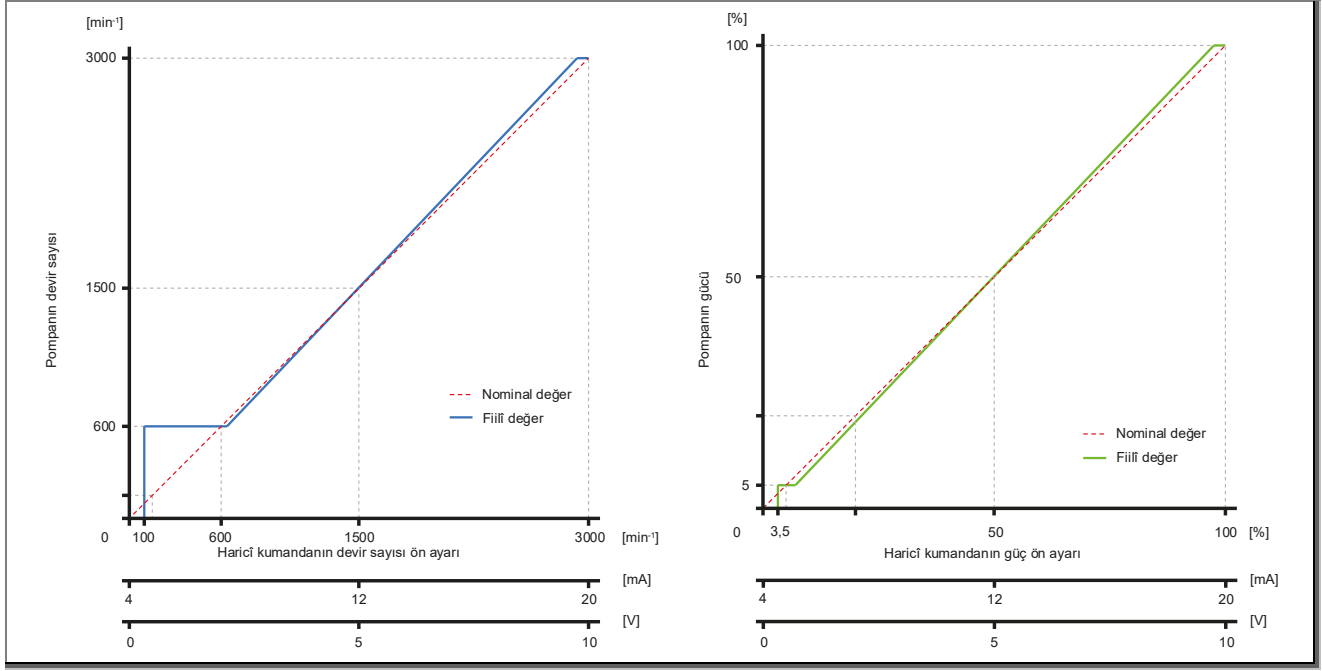 [min-1]
3000
1500
600
Pompanın devir sayısı
Nominal değer
Fiilî değer
0 100 600 1500 3000 [min-1]
Haricî kumandanın devir sayısı ön ayarı
[mA]
4 12 20
[V]
0 5 10
[%]
100
50
5
Pompanın gücü
Nominal değer
Fiilî değer
0 3,5 50 100 [%]
Haricî kumandanın güç ön ayarı
[mA]
4 12 20
[V]
0 5 10